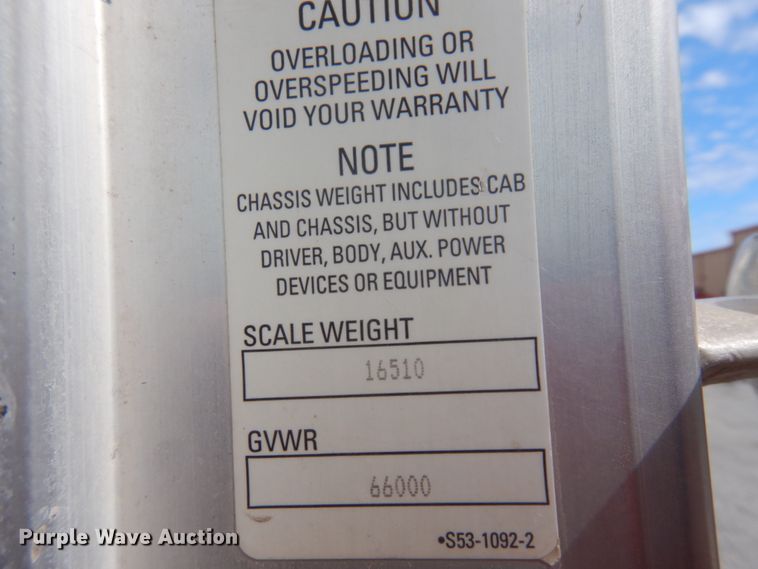 CAUTION
OVERLOADING OR
OVERSPEEDING WILL
VOID YOUR WARRANTY
NOTE
CHASSIS WEIGHT INCLUDES CAB
AND CHASSIS, BUT WITHOUT
DRIVER, BODY, AUX. POWER
DEVICES OR EQUIPMENT
SCALE WEIGHT
16510
GVWR
66000
•S53-1092-2
Purple Wave Auction